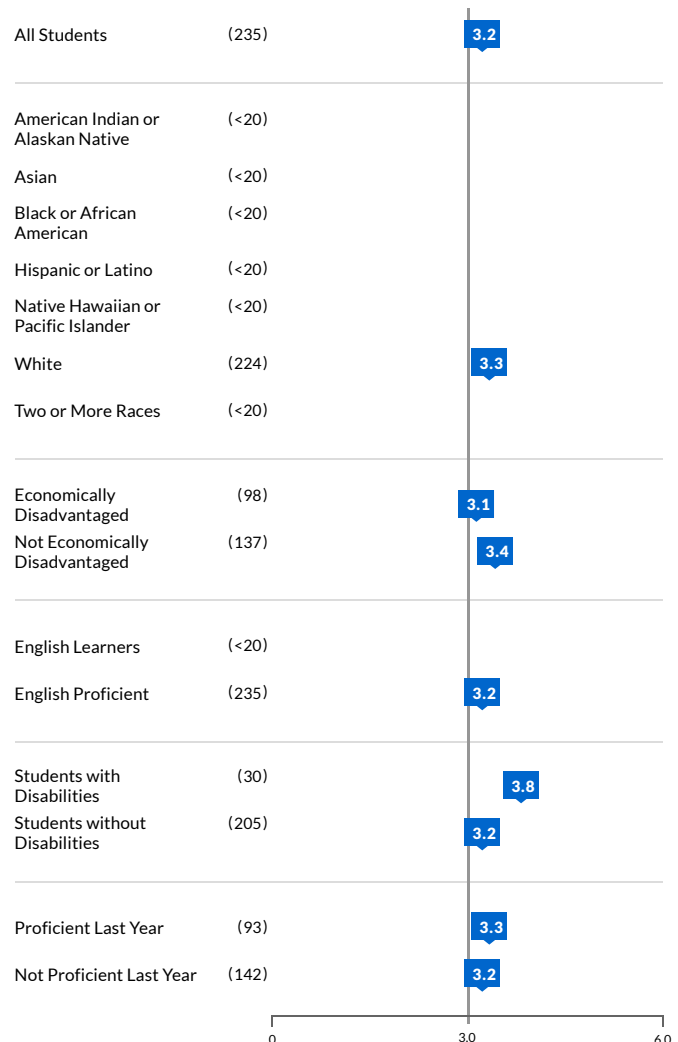 All Students (235) 3.2
American Indian or (<20)
Alaskan Native
Asian (<20)
Black or African (<20)
American
Hispanic or Latino (<20)
Native Hawaiian or (<20)
Pacific Islander
White (224) 3.3
Two or More Races (<20)
Economically (98) 3.1
Disadvantaged
Not Economically (137) 3.4
Disadvantaged
English Learners (<20)
English Proficient (235) 3.2
Students with (30) 3.8
Disabilities
Students without (205) 3.2
Disabilities
Proficient Last Year (93) 3.3
Not Proficient Last Year (142) 3.2
0 3.0 6.0